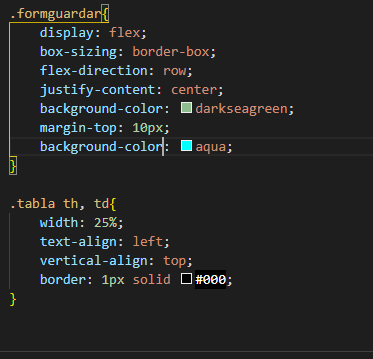 .formguardar{
display: flex;
box-sizing: border-box;
flex-direction: row;
justify-content: center;
background-color: darkseagreen;
margin-top: 10px;
background-color: aqua;
}
.tabla th, td{
width: 25%;
text-align: left;
vertical-align: top;
border: 1px solid #000;
}